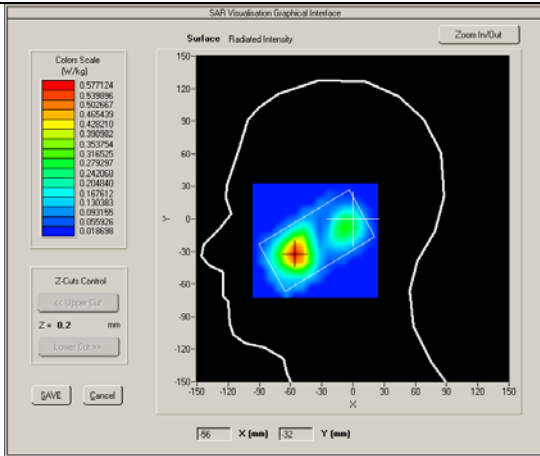 SAR Visualisation Graphical Interface
Surface Radiated Intensity
Zoom In/Out
Colors Scale
(W/kg)
0.577124
0.539896
0.502667
0.465439
0.428210
0.390982
0.353754
0.316525
0.279297
0.242068
0.204840
0.167612
0.130383
0.093155
0.055926
0.018698
Z-Cuts Control
<< Upper Cut
Z = 0.2 mm
Lower Cut >>
SAVE
Cancel
150
120
90
60
30
0
-30
-60
-90
-120
-150
Y
-150 -120 -90 -60 -30 0 30 60 90 120 150
X
-56 X (mm) -32 Y (mm)